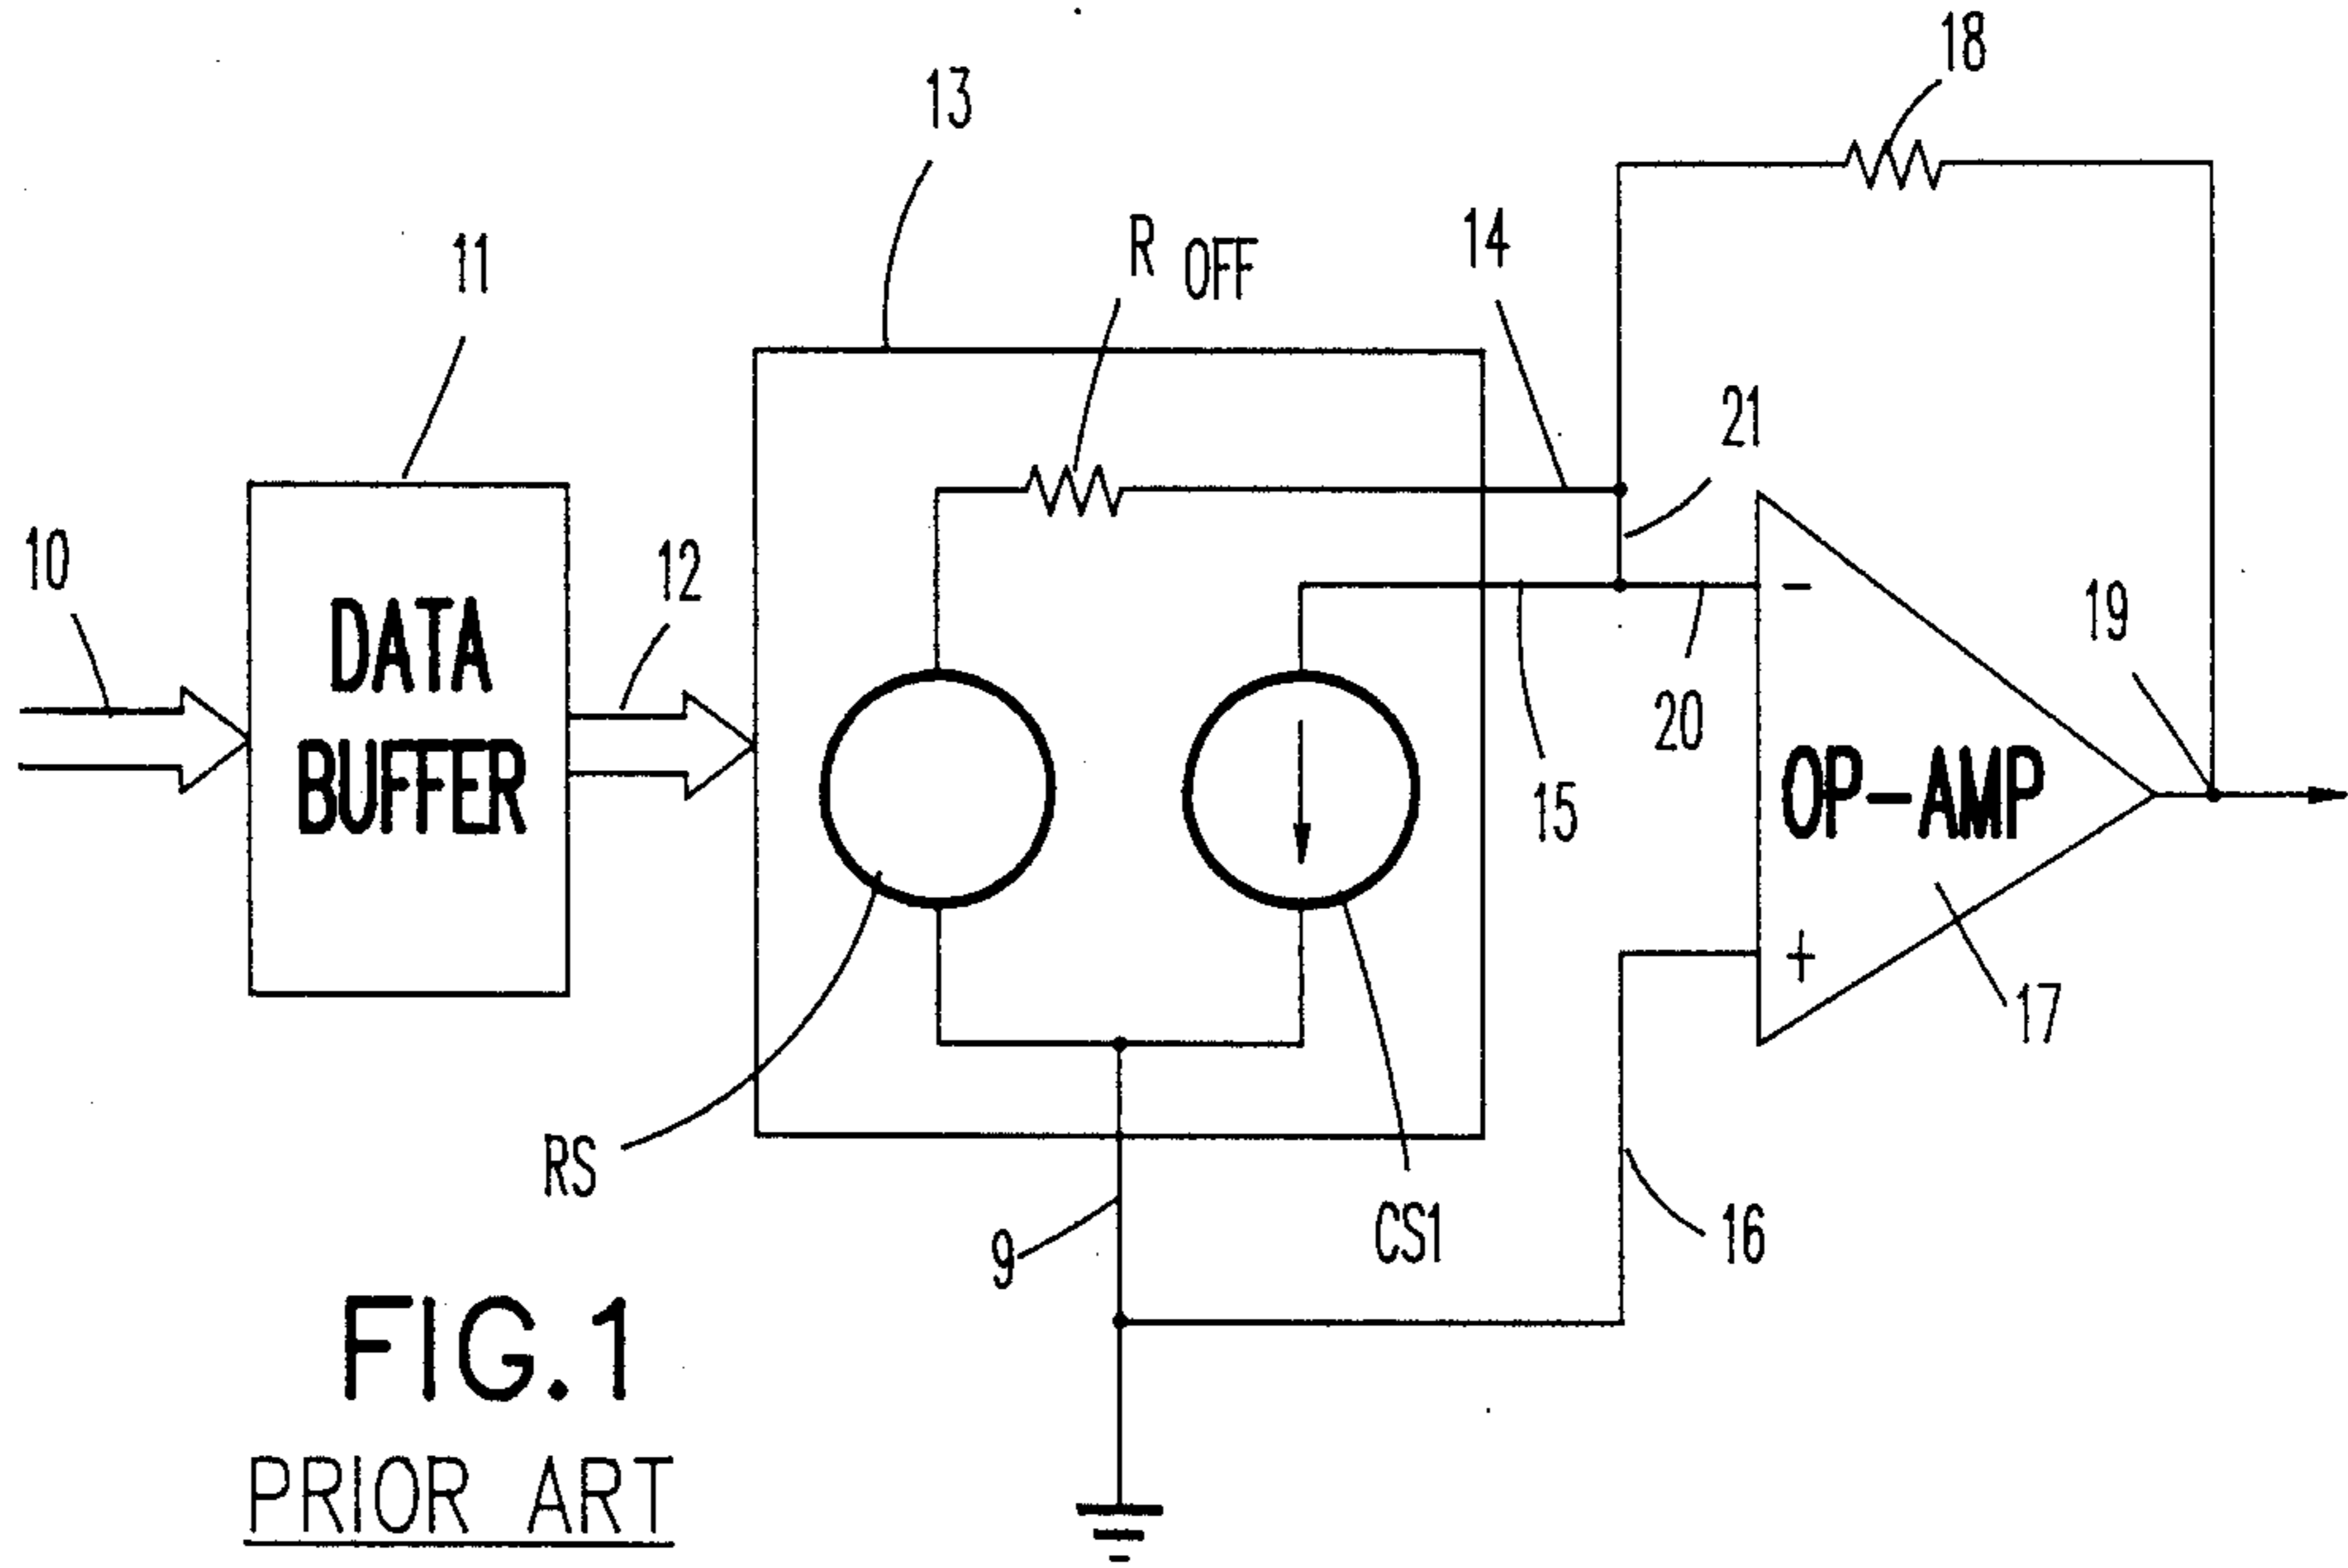 18
13
R OFF
14
11
21
10
12
DATA
BUFFER
-
19
20
15
OP-AMP
+
17
RS
CS1
16
9
FIG.1
PRIOR ART